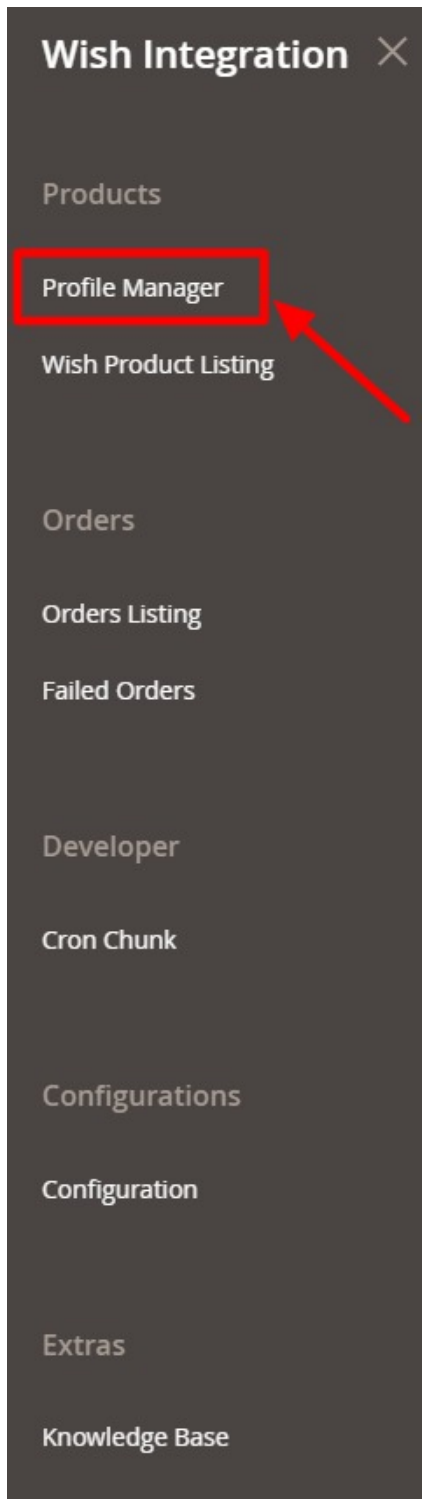 Wish Integration
Products
Profile Manager
Wish Product Listing
Orders
Orders Listing
Failed Orders
Developer
Cron Chunk
Configurations
Configuration
Extras
Knowledge Base